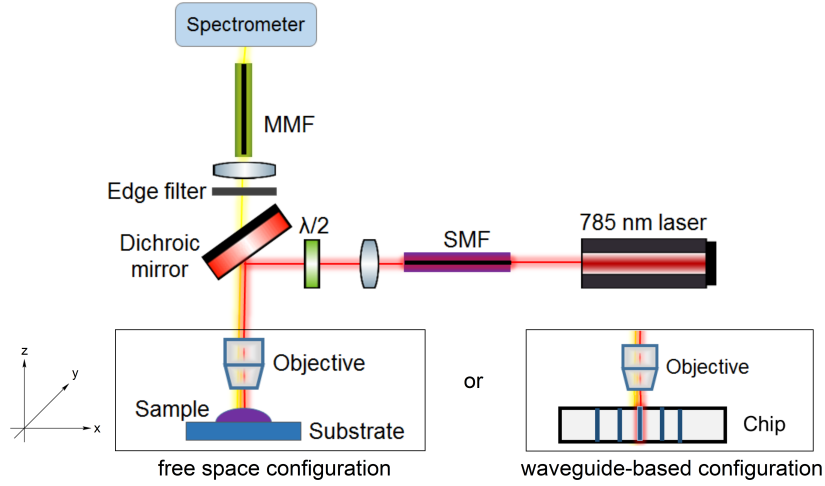 Spectrometer
MMF
Edge filter
Dichroic
mirror
λ/2
SMF
785 nm laser
z
y
x
Objective
Sample
Substrate
free space configuration
or
Objective
Chip
waveguide-based configuration